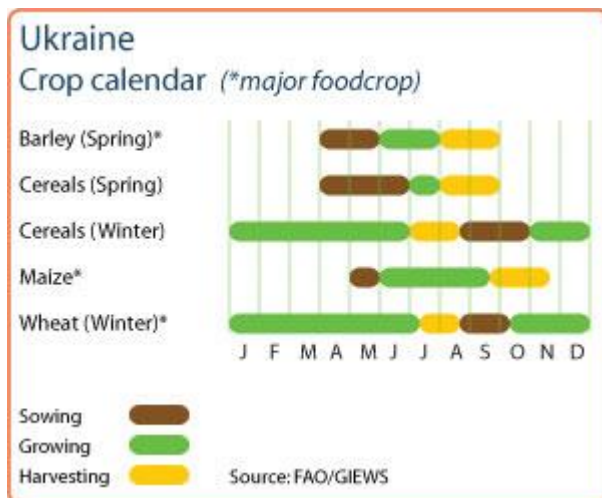 Ukraine
Crop calendar (*major foodcrop)
Barley (Spring)*
Cereals (Spring)
Cereals (Winter)
Maize*
Wheat (Winter)*
J F M A M J J A S O N D
Sowing
Growing
Harvesting
Source: FAO/GIEWS